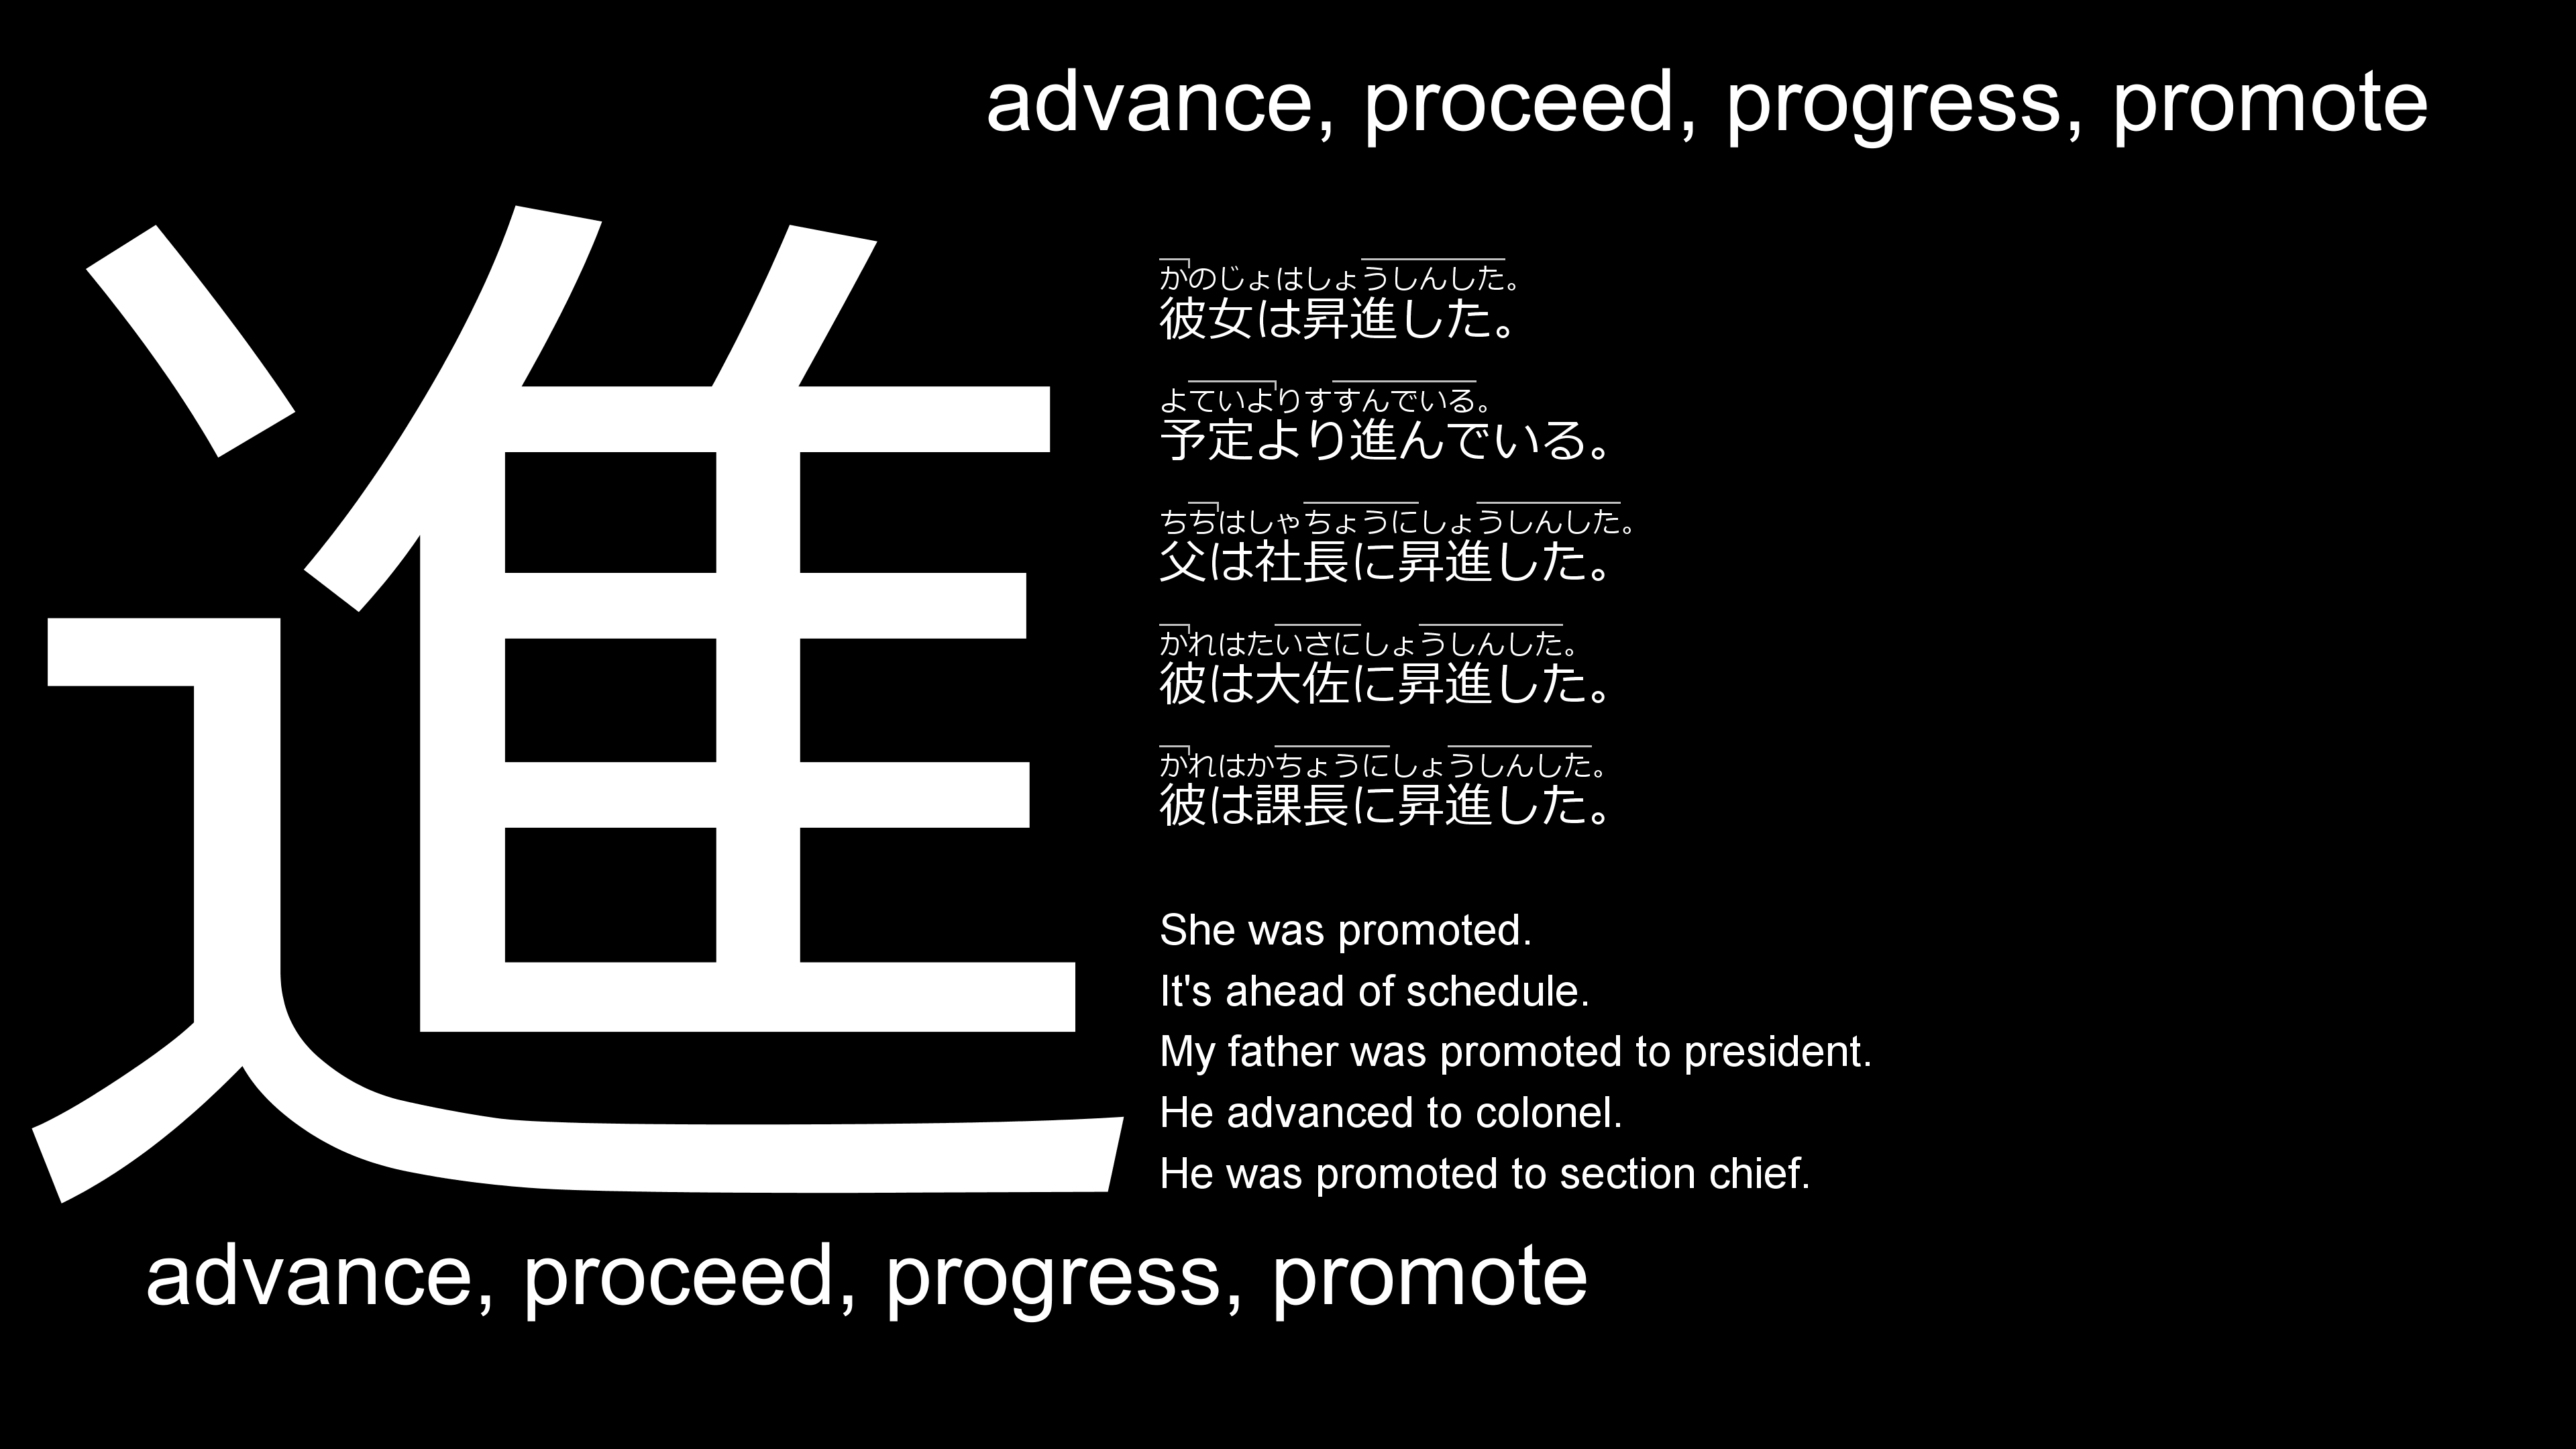 advance, proceed, progress, promote
進
かのじょはしょうしんした。
彼女は昇進した。
よていよりすすんでいる。
予定より進んでいる。
ちちはしゃちょうにしょうしんした。
父は社長に昇進した。
かれはたいさにしょうしんした。
彼は大佐に昇進した。
かれはかちょうにしょうしんした。
彼は課長に昇進した。
She was promoted.
It's ahead of schedule.
My father was promoted to president.
He advanced to colonel.
He was promoted to section chief.
advance, proceed, progress, promote